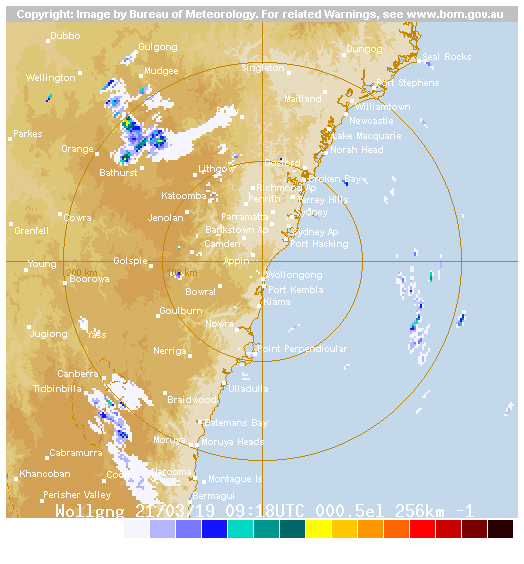 Copyright: Image by Bureau of Meteorology. For related Warnings, see www.bom.gov.au
Dubbo
Gulgong
Dungog
Seal Rocks
Wellington
Mudgee
Singleton
Port Stephens
Maitland
Williamtown
Newcastle
Parkes
Lake Macquarie
Orange
Norah Head
Bathurst
Lithgow
Gosford
Broken Bay
Katoomba
Richmond Ap
Penrith
Terrey Hills
Cowra
Jenolan
Parramatta
Sydney
Grenfell
Bankstown Ap
Sydney Ap
Camden
Port Hacking
Young
Golspie
Appin
200 km
100 km
Wollongong
Boorowa
Bowral
Port Kembla
Kiama
Goulburn
Nowra
Jugiong
Yass
Nerriga
Point Perpendicular
Canberra
Tidbinbilla
Ulladulla
Braidwood
Batemans Bay
Moruya
Moruya Heads
Cabramurra
Khancoban
Narooma
Montague Is
Perisher Valley
Bermagui
Wollgng 21/03/19 09:18UTC 000.5el 256km -1